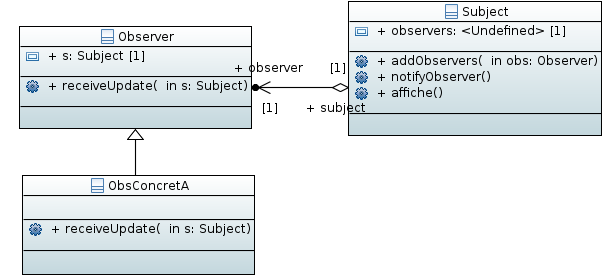 Observer
+ s: Subject [1]
+ receiveUpdate(  in s: Subject)
Subject
+ observers: <Undefined> [1]
+ addObservers(  in obs: Observer)
+ notifyObserver()
+ affiche()
+ observer
[1]
[1]
+ subject
ObsConcretA
+ receiveUpdate(  in s: Subject)